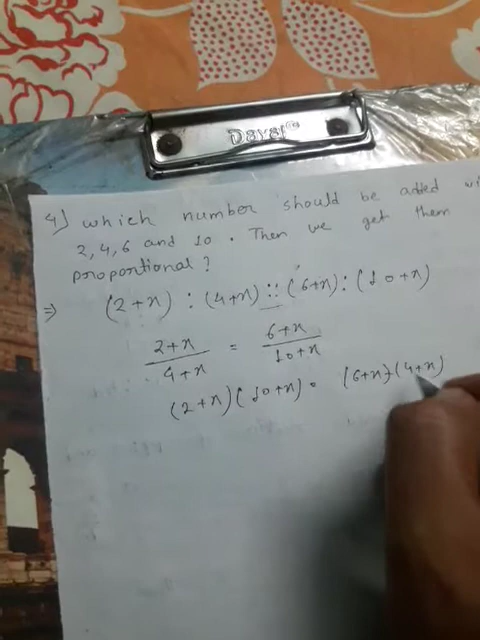 Dayal
4) which number should be added wi
2, 4, 6 and 10 . Then we get them
proportional ?
⇒ (2+x) : (4+x) :: (6+x) : (10+x)
2+x/4+x = 6+x/10+x
(2+x)(10+x) = (6+x)(4+x)